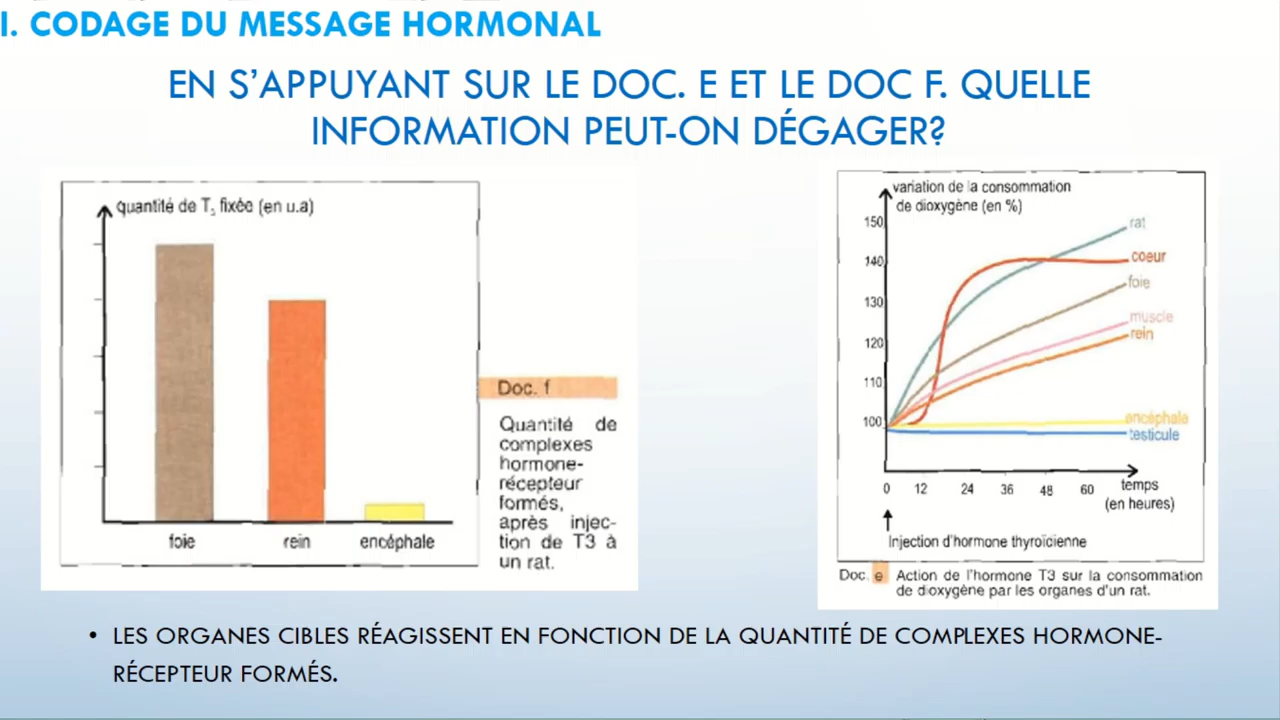 I. CODAGE DU MESSAGE HORMONAL
EN S'APPUYANT SUR LE DOC. E ET LE DOC F. QUELLE
INFORMATION PEUT-ON DÉGAGER?
quantité de T3 fixée (en u.a)
foie
rein
encéphale
Doc. f
Quantité de
complexes
hormone-
récepteur
formés,
après injec-
tion de T3 à
un rat.
variation de la consommation
de dioxygène (en %)
150
140
130
120
110
100
rat
coeur
foie
muscle
rein
encéphale
testicule
0 12 24 36 48 60
temps
(en heures)
Injection d'hormone thyroïdienne
Doc. e Action de l'hormone T3 sur la consommation
de dioxygène par les organes d'un rat.
• LES ORGANES CIBLES RÉAGISSENT EN FONCTION DE LA QUANTITÉ DE COMPLEXES HORMONE-
RÉCEPTEUR FORMÉS.